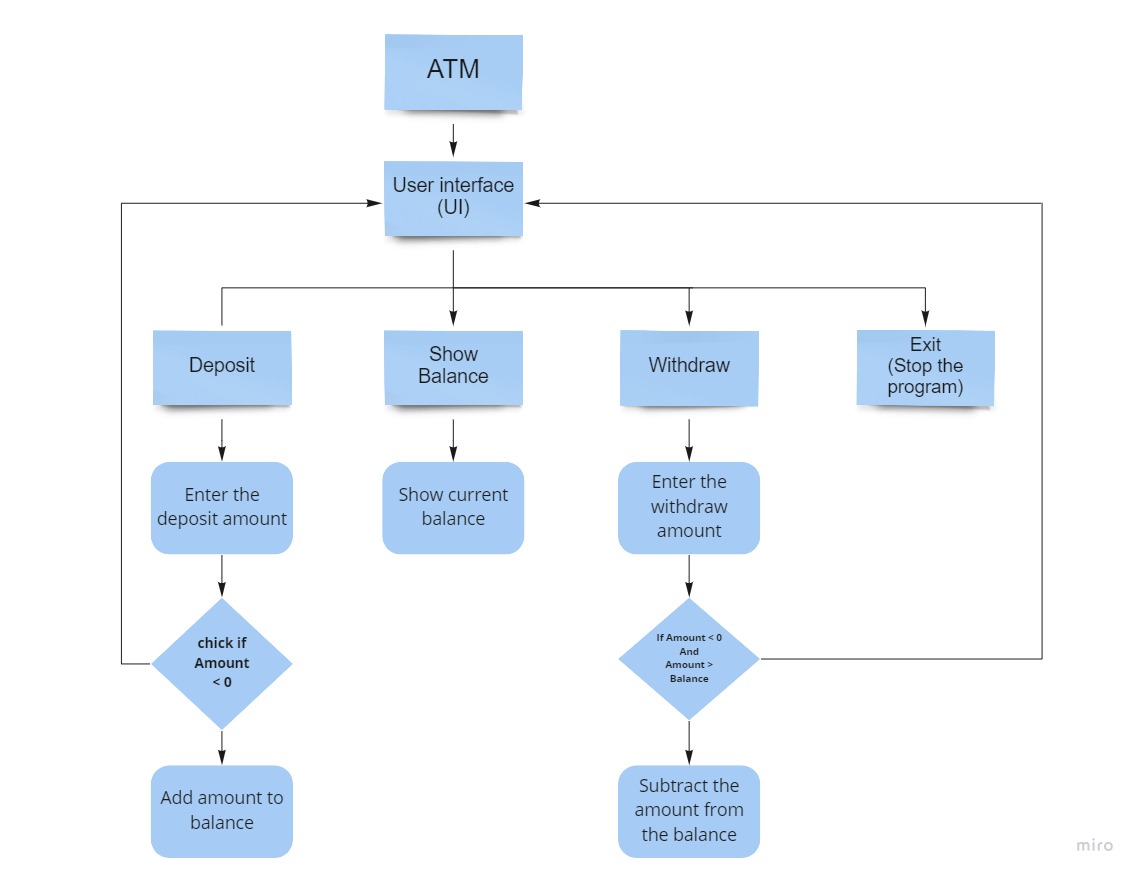 ATM
User interface
(UI)
Deposit
Show
Balance
Withdraw
Exit
(Stop the
program)
Enter the
deposit amount
Show current
balance
Enter the
withdraw
amount
chick if
Amount
< 0
If Amount < 0
And
Amount >
Balance
Add amount to
balance
Subtract the
amount from
the balance
miro